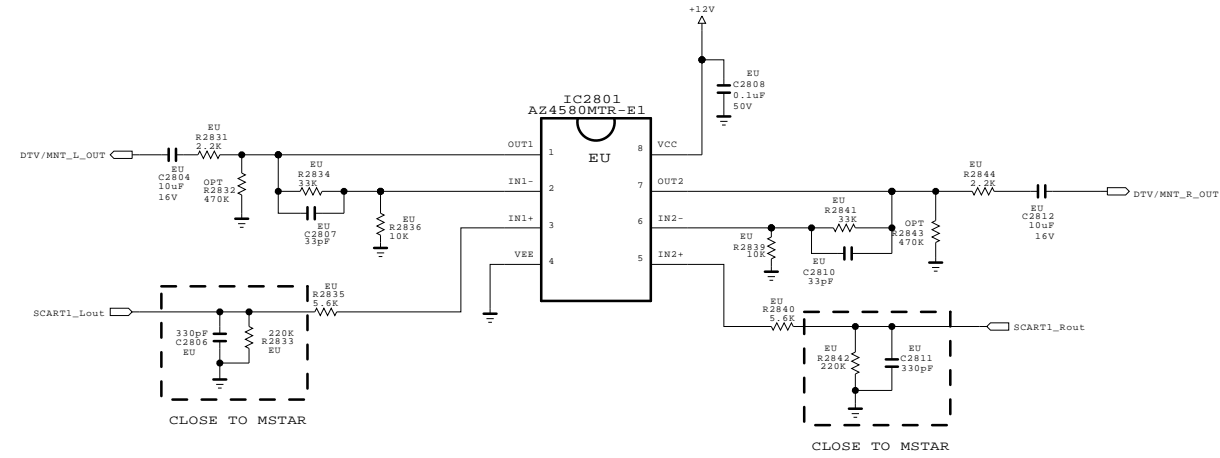 +12V
EU
C2808
0.1uF
50V
IC2801
AZ4580MTR-E1
EU
OUT1
1
IN1-
2
IN1+
3
VEE
4
8
VCC
7
OUT2
6
IN2-
5
IN2+
DTV/MNT_L_OUT
EU
C2804
10uF
16V
EU
R2831
2.2K
OPT
R2832
470K
EU
R2834
33K
EU
C2807
33pF
EU
R2836
10K
SCART1_Lout
330pF
C2806
EU
220K
R2833
EU
EU
R2835
5.6K
CLOSE TO MSTAR
EU
R2839
10K
EU
R2841
33K
EU
C2810
33pF
OPT
R2843
470K
EU
R2844
2.2K
EU
C2812
10uF
16V
DTV/MNT_R_OUT
EU
R2840
5.6K
EU
R2842
220K
EU
C2811
330pF
SCART1_Rout
CLOSE TO MSTAR